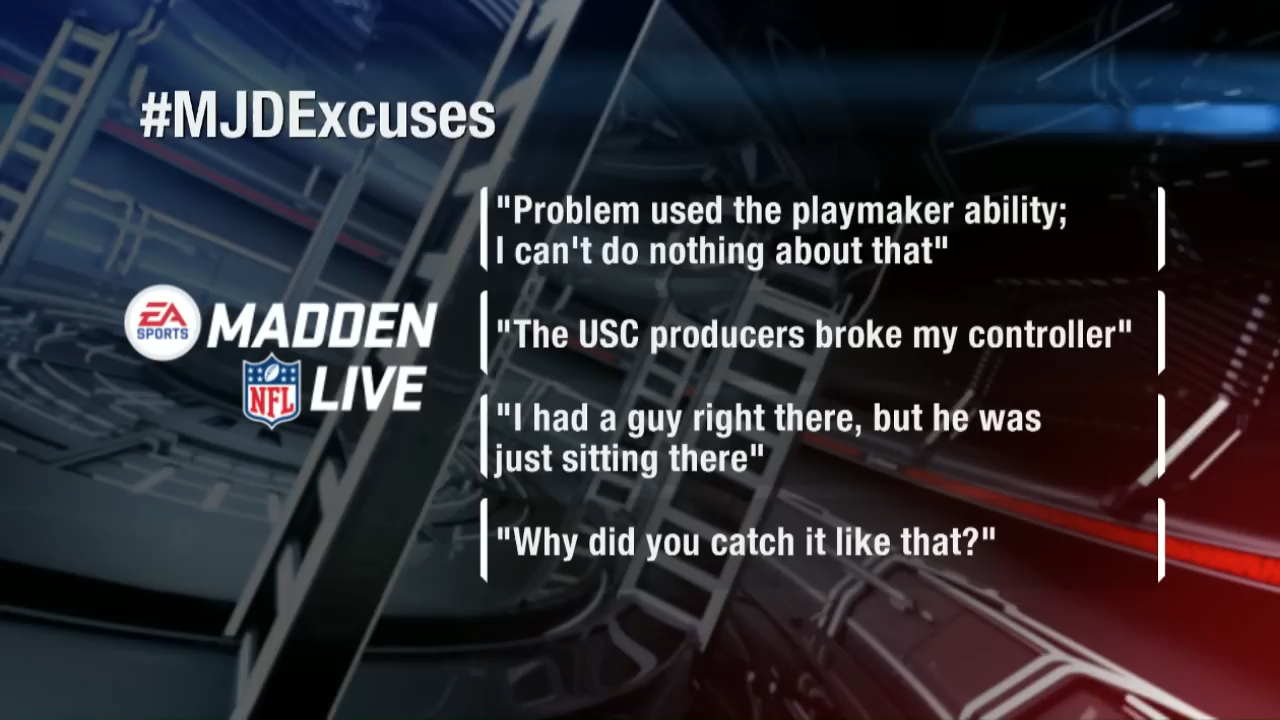 #MJDExcuses
"Problem used the playmaker ability;
I can't do nothing about that"
EA
SPORTS
MADDEN
NFL
LIVE
"The USC producers broke my controller"
"I had a guy right there, but he was
just sitting there"
"Why did you catch it like that?"